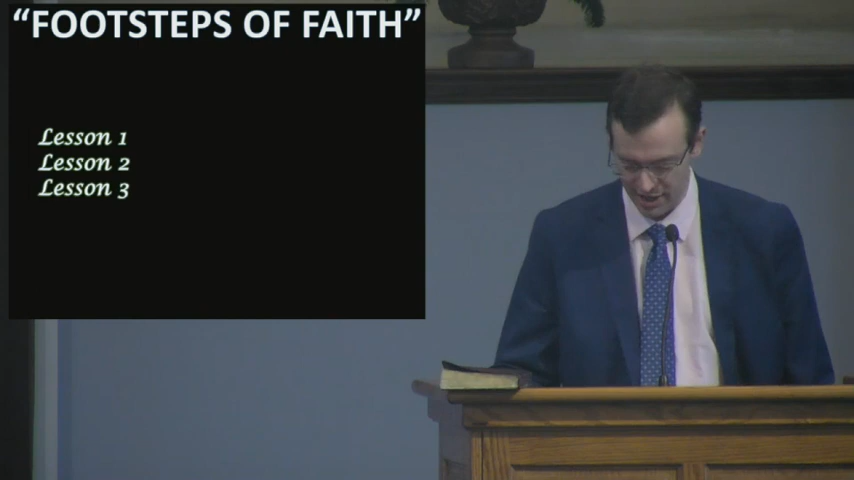 “FOOTSTEPS OF FAITH”
Lesson 1
Lesson 2
Lesson 3